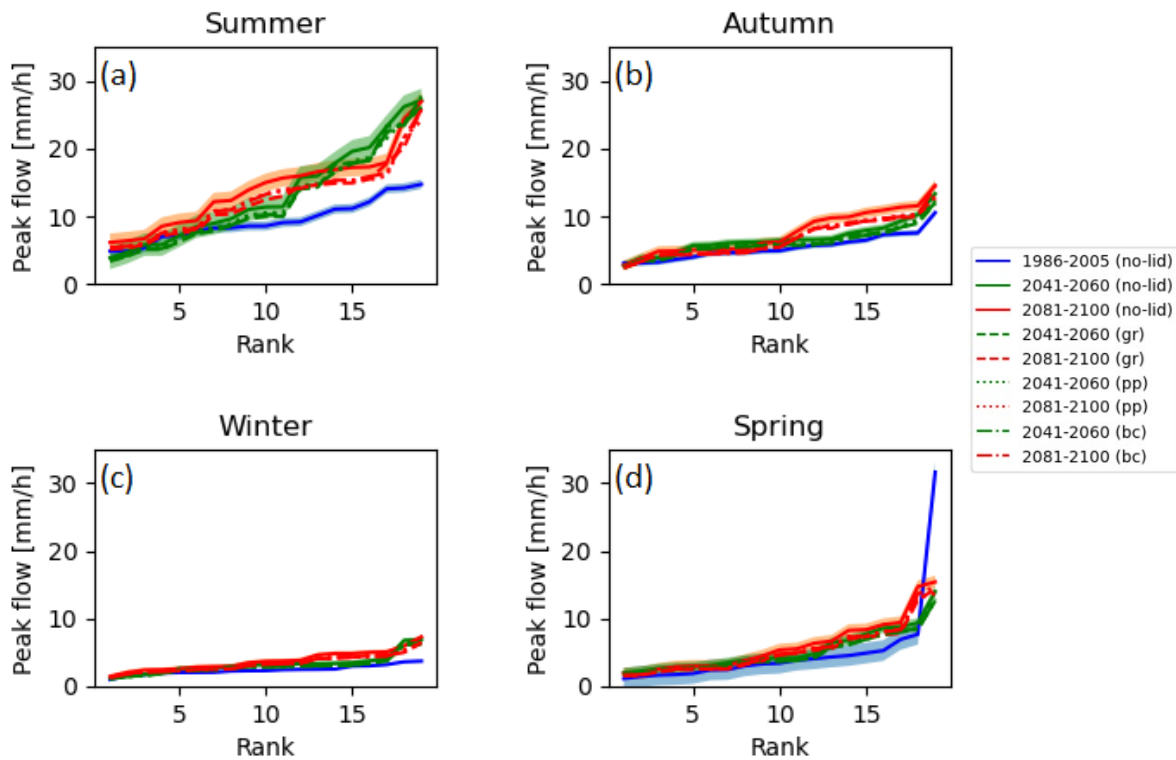 Summer
(a)
Peak flow [mm/h]
30
20
10
0
5
10
15
Rank
Autumn
(b)
Peak flow [mm/h]
30
20
10
0
5
10
15
Rank
1986-2005 (no-lid)
2041-2060 (no-lid)
2081-2100 (no-lid)
2041-2060 (gr)
2081-2100 (gr)
2041-2060 (pp)
2081-2100 (pp)
2041-2060 (bc)
2081-2100 (bc)
Winter
(c)
Peak flow [mm/h]
30
20
10
0
5
10
15
Rank
Spring
(d)
Peak flow [mm/h]
30
20
10
0
5
10
15
Rank